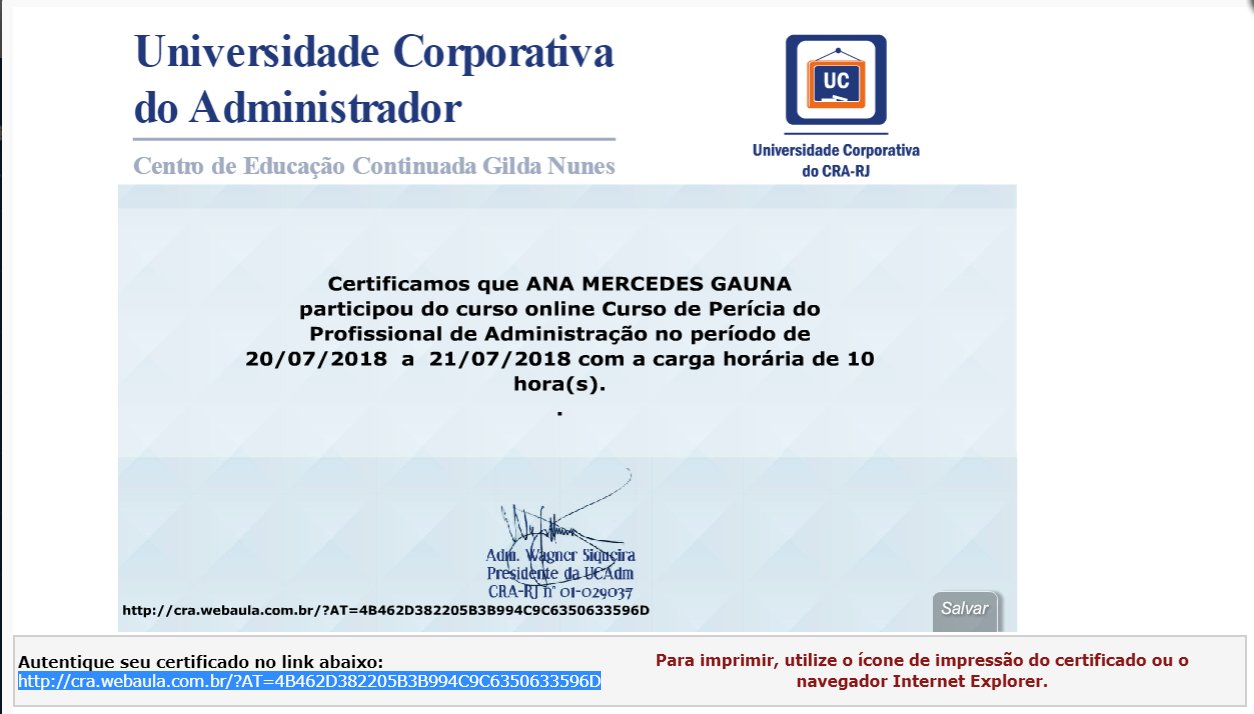 Universidade Corporativa
do Administrador
Centro de Educação Continuada Gilda Nunes
UC
Universidade Corporativa
do CRA-RJ
Certificamos que ANA MERCEDES GAUNA
participou do curso online Curso de Perícia do
Profissional de Administração no período de
20/07/2018 a 21/07/2018 com a carga horária de 10
hora(s).
.
Adm. Wagner Siqueira
Presidente da UCAdm
CRA-RJ nº 01-029037
http://cra.webaula.com.br/?AT=4B462D382205B3B994C9C6350633596D
Salvar
Autentique seu certificado no link abaixo:
http://cra.webaula.com.br/?AT=4B462D382205B3B994C9C6350633596D
Para imprimir, utilize o ícone de impressão do certificado ou o
navegador Internet Explorer.